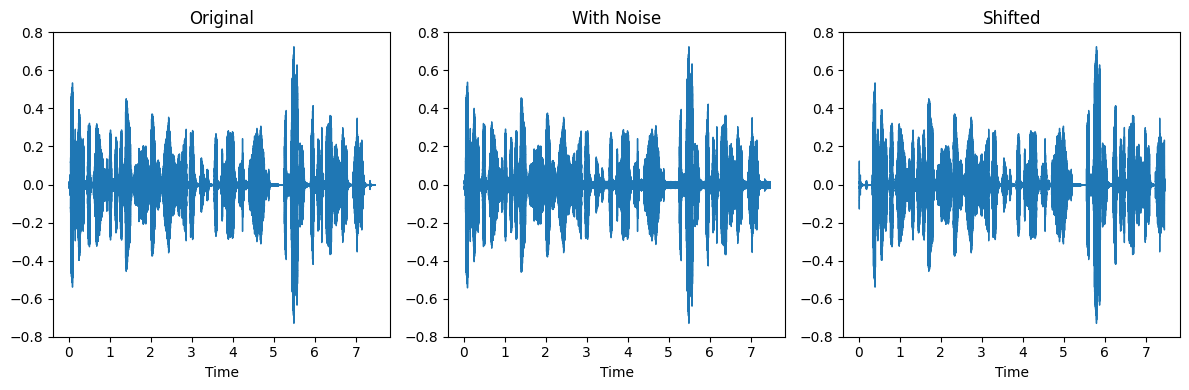 Original With Noise Shifted
0.8 0.8 0.8
0.6 0.6 0.6
0.4 0.4 0.4
0.2 0.2 0.2
0.0 0.0 0.0
−0.2 −0.2 −0.2
−0.4 −0.4 −0.4
−0.6 −0.6 −0.6
−0.8 −0.8 −0.8
0 1 2 3 4 5 6 7 0 1 2 3 4 5 6 7 0 1 2 3 4 5 6 7
Time Time Time